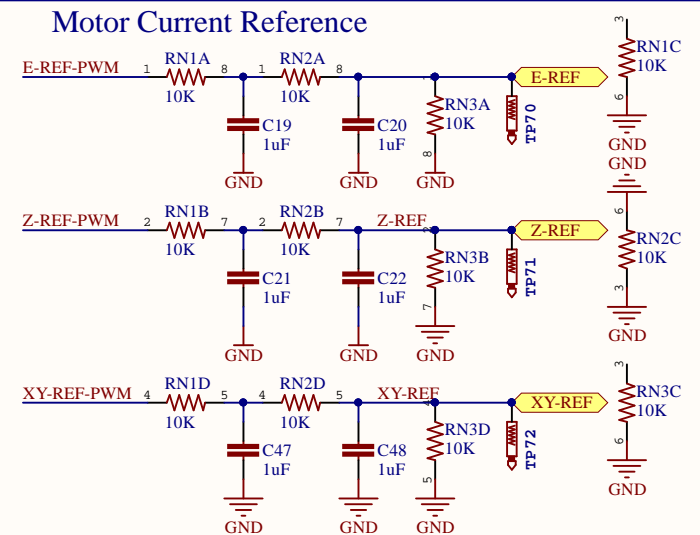 Motor Current Reference
E-REF-PWM 1 RN1A 8 1 RN2A 8 E-REF 3 RN1C
10K 10K RN3A 10K
C19 C20 10K TP70 6
1uF 1uF 8 GND
GND GND GND GND
Z-REF-PWM 2 RN1B 7 2 RN2B 7 Z-REF 2 Z-REF 6 RN2C
10K 10K RN3B 10K
C21 C22 10K TP71 3
1uF 1uF 7 GND
GND GND GND
XY-REF-PWM 4 RN1D 5 4 RN2D 5 XY-REF 4 XY-REF 3 RN3C
10K 10K RN3D 10K
C47 C48 10K TP72 6
1uF 1uF 5 GND
GND GND GND